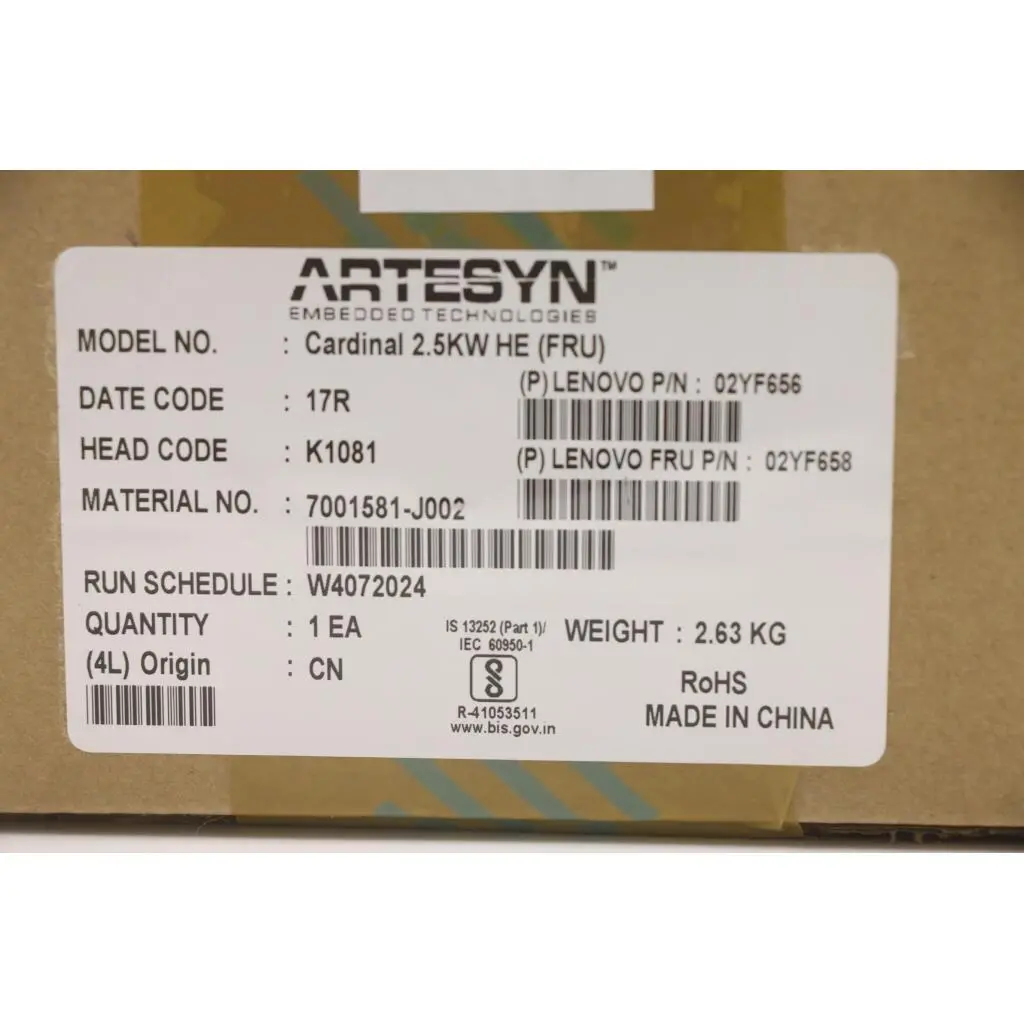 ARTESYN™
EMBEDDED TECHNOLOGIES
MODEL NO. : Cardinal 2.5KW HE (FRU)
DATE CODE : 17R
(P) LENOVO P/N : 02YF656
HEAD CODE : K1081
(P) LENOVO FRU P/N : 02YF658
MATERIAL NO. : 7001581-J002
RUN SCHEDULE : W4072024
QUANTITY : 1 EA
(4L) Origin : CN
IS 13252 (Part 1)/
IEC 60950-1
R-41053511
www.bis.gov.in
WEIGHT : 2.63 KG
RoHS
MADE IN CHINA